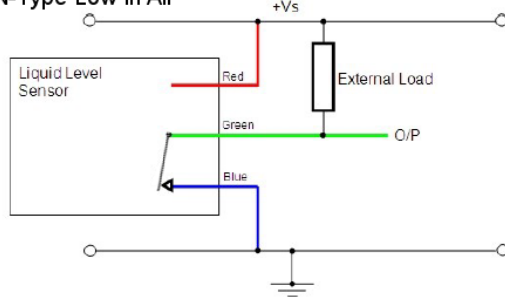 N-Type Low in Air
+Vs
Liquid Level
Sensor
Red
External Load
Green
O/P
Blue